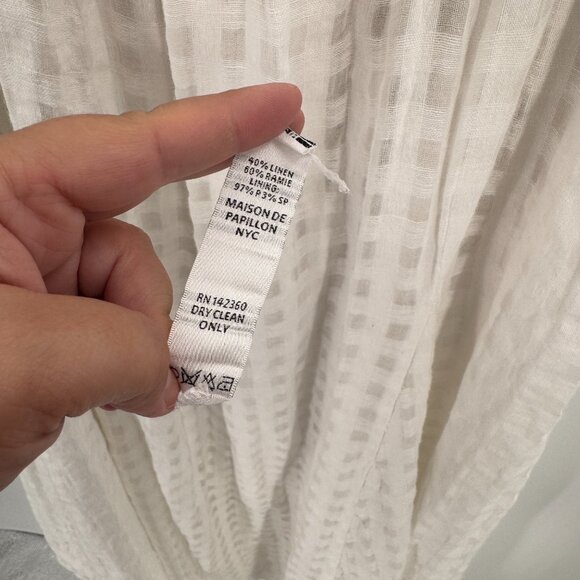 40% LINEN
60% RAMIE
LINING:
97% P 3% SP
MAISON DE
PAPILLON
NYC
RN 142360
DRY CLEAN
ONLY